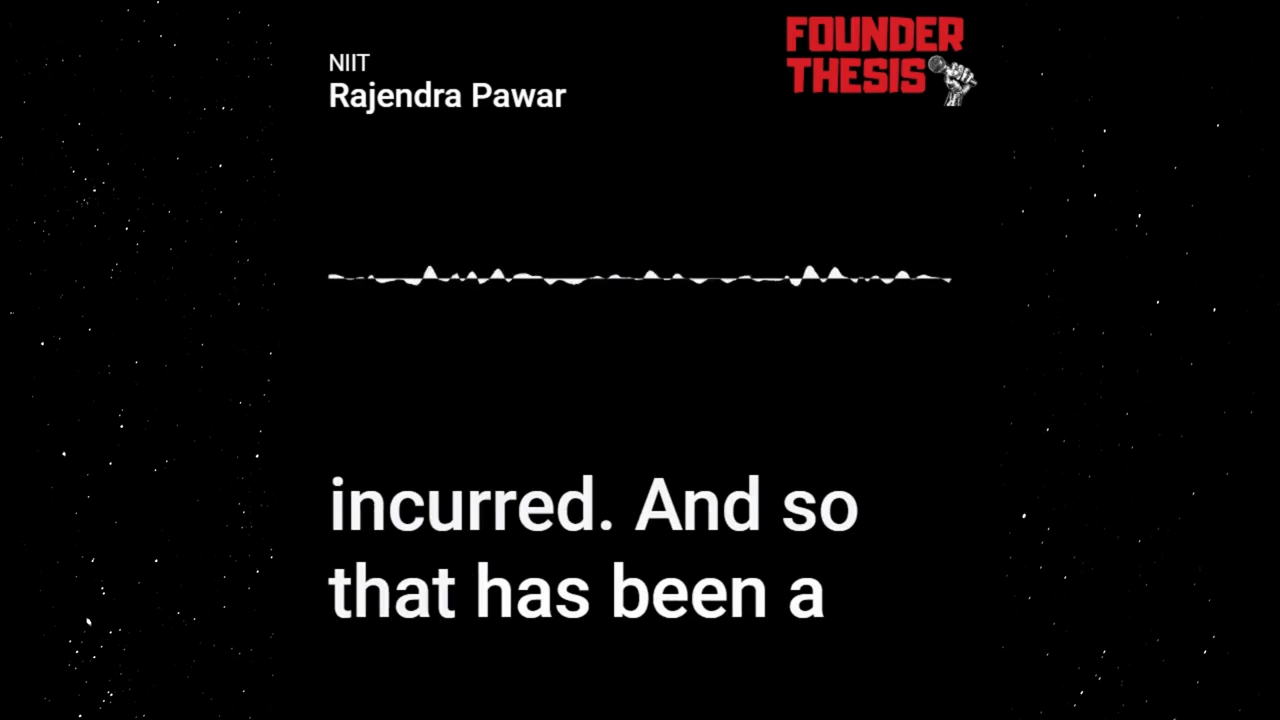 NIIT
Rajendra Pawar
FOUNDER
THESIS
incurred. And so
that has been a